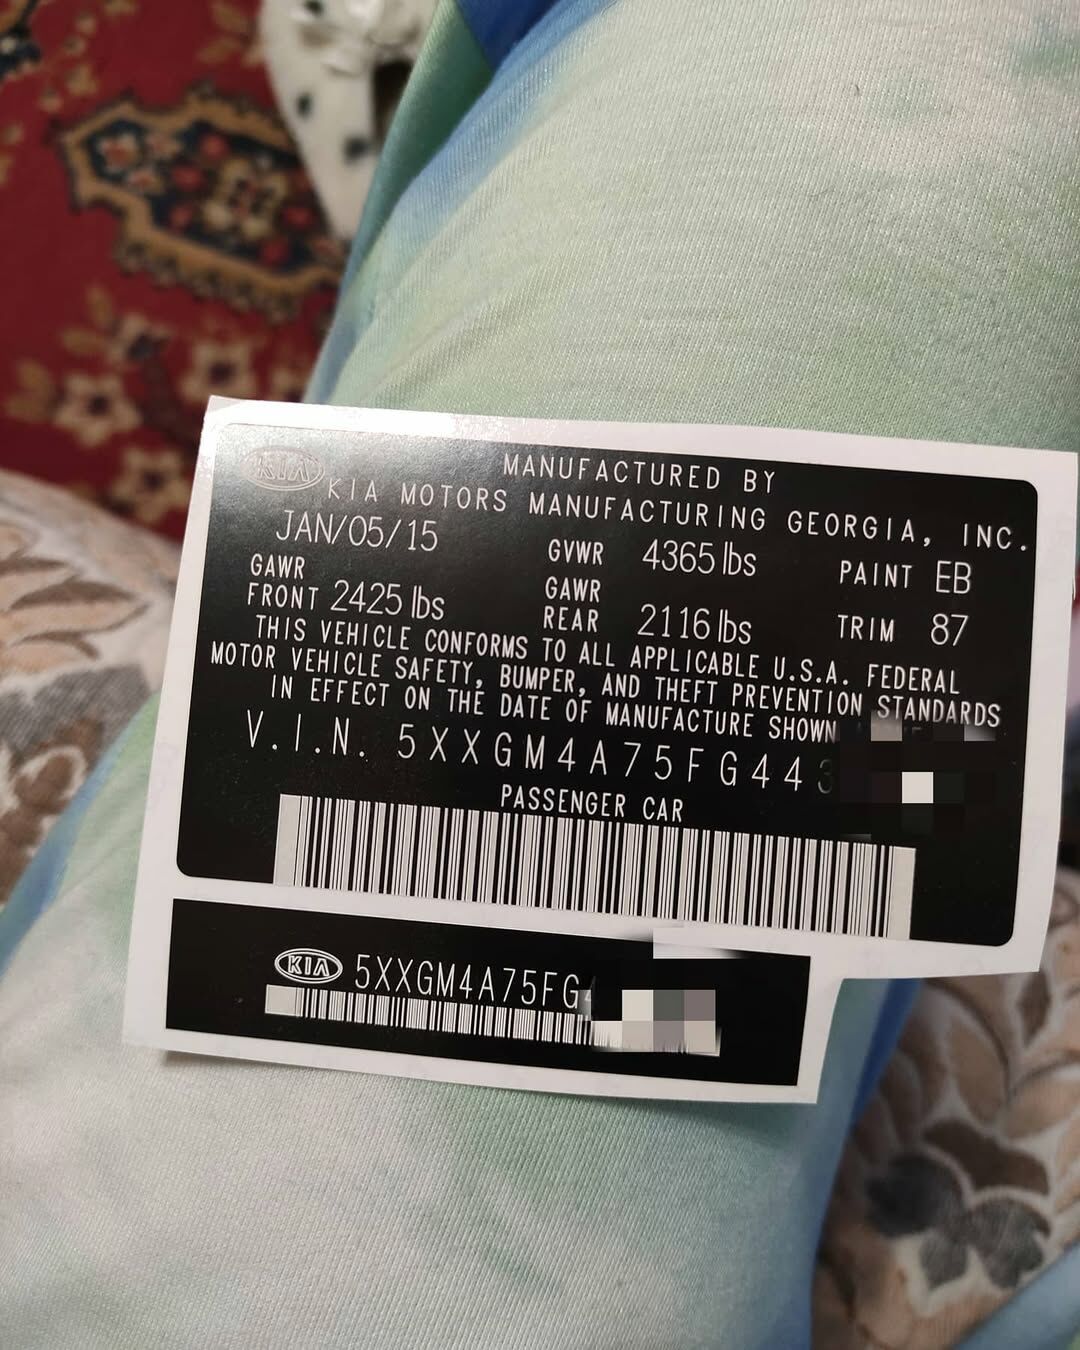 KIA
MANUFACTURED BY
KIA MOTORS MANUFACTURING GEORGIA, INC.
JAN/05/15 GVWR 4365 lbs PAINT EB
GAWR FRONT 2425 lbs GAWR REAR 2116 lbs TRIM 87
THIS VEHICLE CONFORMS TO ALL APPLICABLE U.S.A. FEDERAL
MOTOR VEHICLE SAFETY, BUMPER, AND THEFT PREVENTION STANDARDS
IN EFFECT ON THE DATE OF MANUFACTURE SHOWN
V.I.N. 5XXGM4A75FG443
PASSENGER CAR
KIA 5XXGM4A75FG4